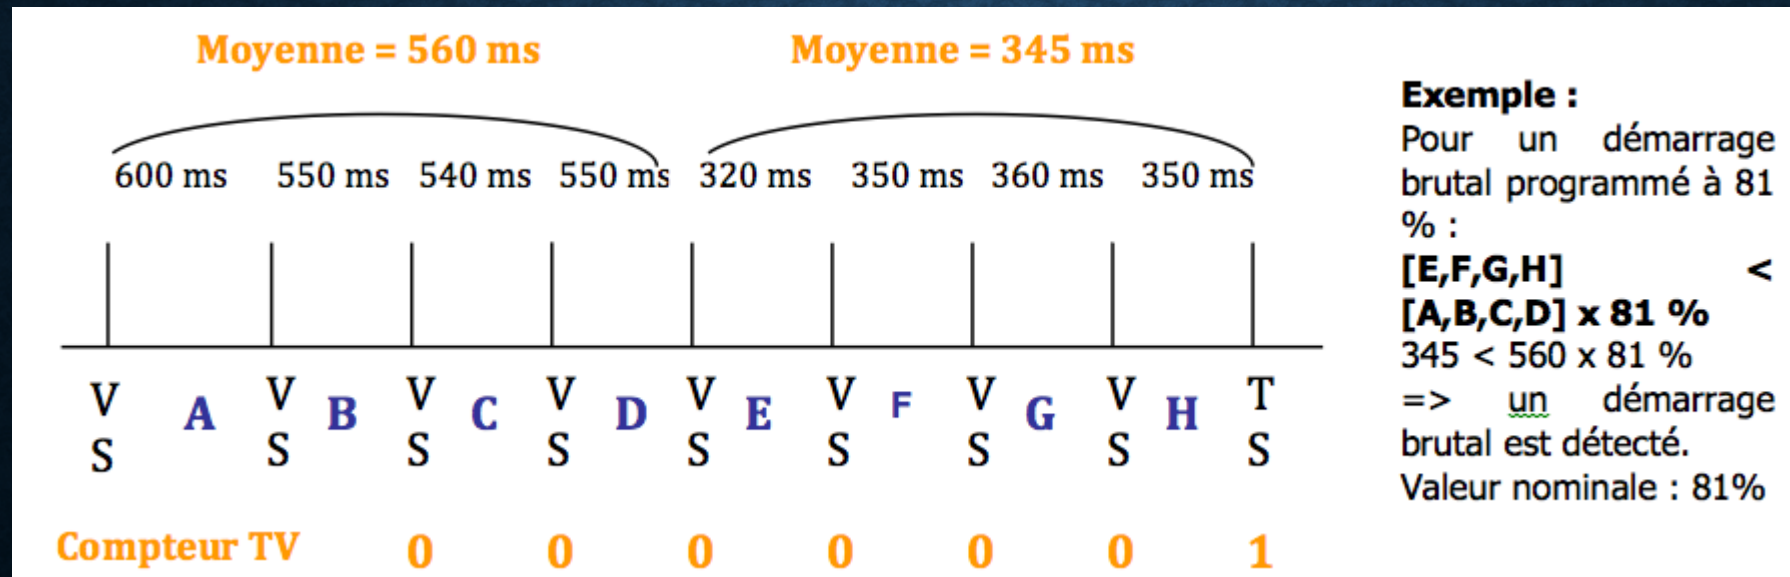 Moyenne = 560 ms Moyenne = 345 ms
600 ms 550 ms 540 ms 550 ms 320 ms 350 ms 360 ms 350 ms
V A V B V C V D V E V F V G V H T
S S S S S S S S S
Compteur TV 0 0 0 0 0 0 1
Exemple :
Pour un démarrage
brutal programmé à 81
% :
[E,F,G,H] <
[A,B,C,D] x 81 %
345 < 560 x 81 %
=> un démarrage
brutal est détecté.
Valeur nominale : 81%